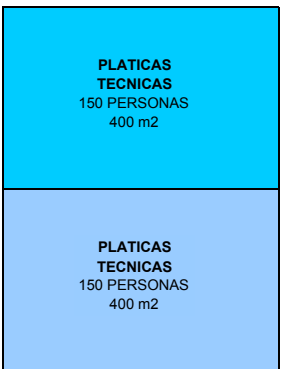 PLATICAS
TECNICAS
150 PERSONAS
400 m2
PLATICAS
TECNICAS
150 PERSONAS
400 m2